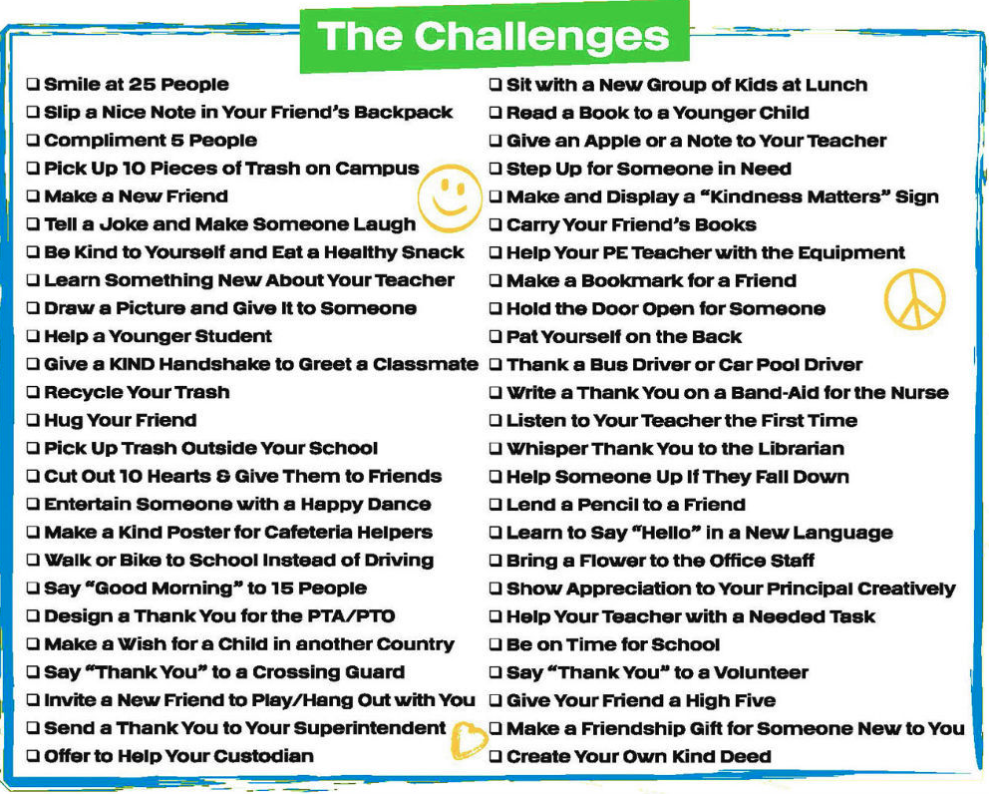 The Challenges
❑ Smile at 25 People
❑ Slip a Nice Note in Your Friend's Backpack
❑ Compliment 5 People
❑ Pick Up 10 Pieces of Trash on Campus
❑ Make a New Friend
❑ Tell a Joke and Make Someone Laugh
❑ Be Kind to Yourself and Eat a Healthy Snack
❑ Learn Something New About Your Teacher
❑ Draw a Picture and Give It to Someone
❑ Help a Younger Student
❑ Give a KIND Handshake to Greet a Classmate
❑ Recycle Your Trash
❑ Hug Your Friend
❑ Pick Up Trash Outside Your School
❑ Cut Out 10 Hearts & Give Them to Friends
❑ Entertain Someone with a Happy Dance
❑ Make a Kind Poster for Cafeteria Helpers
❑ Walk or Bike to School Instead of Driving
❑ Say "Good Morning" to 15 People
❑ Design a Thank You for the PTA/PTO
❑ Make a Wish for a Child in another Country
❑ Say "Thank You" to a Crossing Guard
❑ Invite a New Friend to Play/Hang Out with You
❑ Send a Thank You to Your Superintendent
❑ Offer to Help Your Custodian
❑ Sit with a New Group of Kids at Lunch
❑ Read a Book to a Younger Child
❑ Give an Apple or a Note to Your Teacher
❑ Step Up for Someone in Need
❑ Make and Display a "Kindness Matters" Sign
❑ Carry Your Friend's Books
❑ Help Your PE Teacher with the Equipment
❑ Make a Bookmark for a Friend
❑ Hold the Door Open for Someone
❑ Pat Yourself on the Back
❑ Thank a Bus Driver or Car Pool Driver
❑ Write a Thank You on a Band-Aid for the Nurse
❑ Listen to Your Teacher the First Time
❑ Whisper Thank You to the Librarian
❑ Help Someone Up If They Fall Down
❑ Lend a Pencil to a Friend
❑ Learn to Say "Hello" in a New Language
❑ Bring a Flower to the Office Staff
❑ Show Appreciation to Your Principal Creatively
❑ Help Your Teacher with a Needed Task
❑ Be on Time for School
❑ Say "Thank You" to a Volunteer
❑ Give Your Friend a High Five
❑ Make a Friendship Gift for Someone New to You
❑ Create Your Own Kind Deed